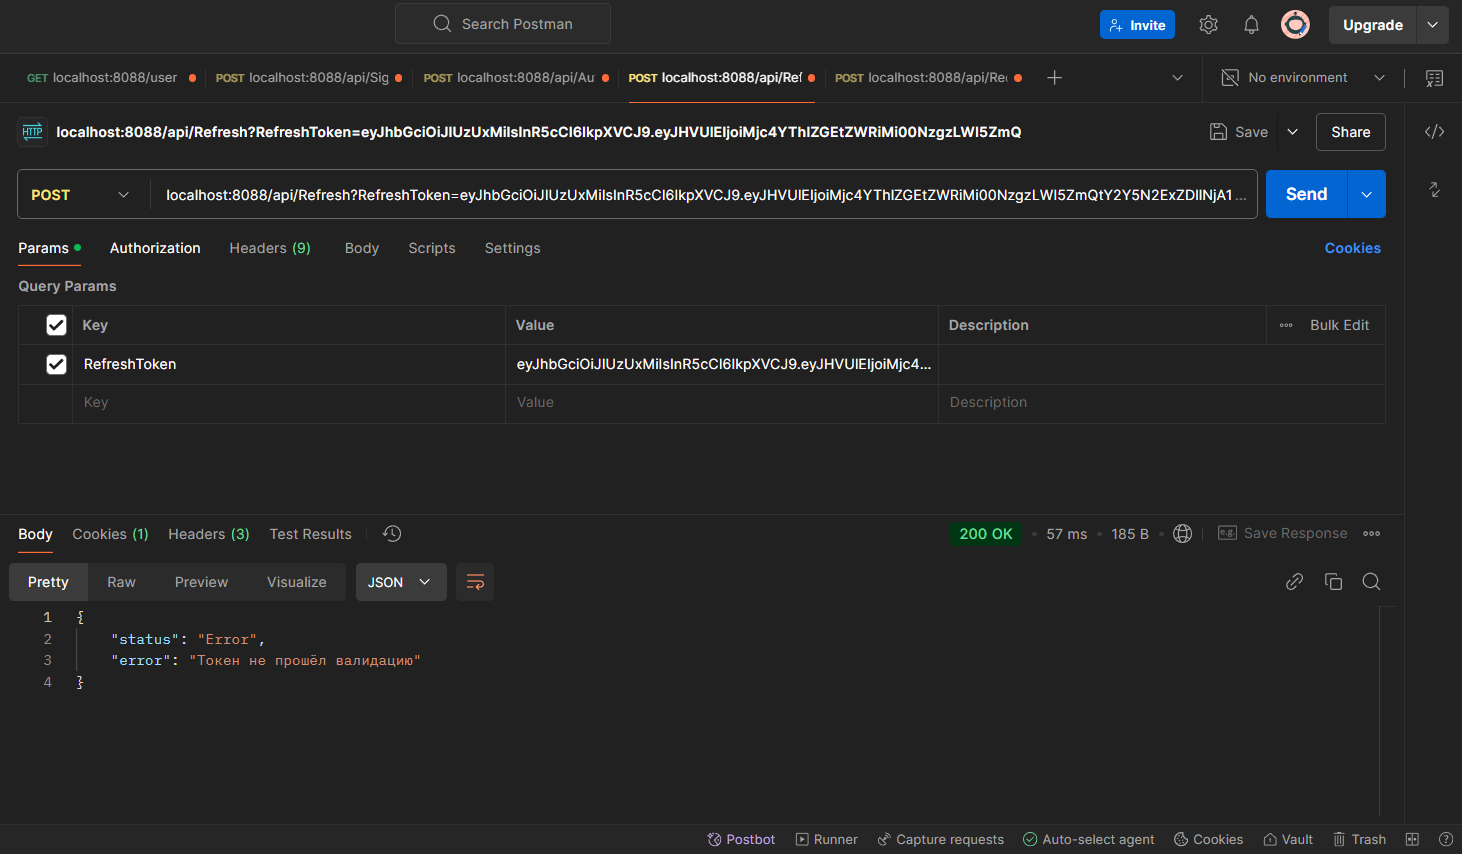 Search Postman
Invite
Upgrade
GET localhost:8088/user
POST localhost:8088/api/Sig
POST localhost:8088/api/Au
POST localhost:8088/api/Ref
POST localhost:8088/api/Re
No environment
HTTP
localhost:8088/api/Refresh?RefreshToken=eyJhbGciOiJIUzUxMiIsInR5cCI6IkpXVCJ9.eyJHVUlEIjoiMjc4YThlZGEtZWRiMi00NzgzLWI5ZmQ
Save
Share
POST
localhost:8088/api/Refresh?RefreshToken=eyJhbGciOiJIUzUxMiIsInR5cCI6IkpXVCJ9.eyJHVUlEIjoiMjc4YThlZGEtZWRiMi00NzgzLWI5ZmQtY2Y5N2ExZDllNjA1...
Send
Params
Authorization
Headers (9)
Body
Scripts
Settings
Cookies
Query Params
Key
Value
Description
Bulk Edit
RefreshToken
eyJhbGciOiJIUzUxMiIsInR5cCI6IkpXVCJ9.eyJHVUlEIjoiMjc4...
Key
Value
Description
Body
Cookies (1)
Headers (3)
Test Results
200 OK
57 ms
185 B
e.g.
Save Response
Pretty
Raw
Preview
Visualize
JSON
1 {
2 "status": "Error",
3 "error": "Токен не прошёл валидацию"
4 }
Postbot
Runner
Capture requests
Auto-select agent
Cookies
Vault
Trash